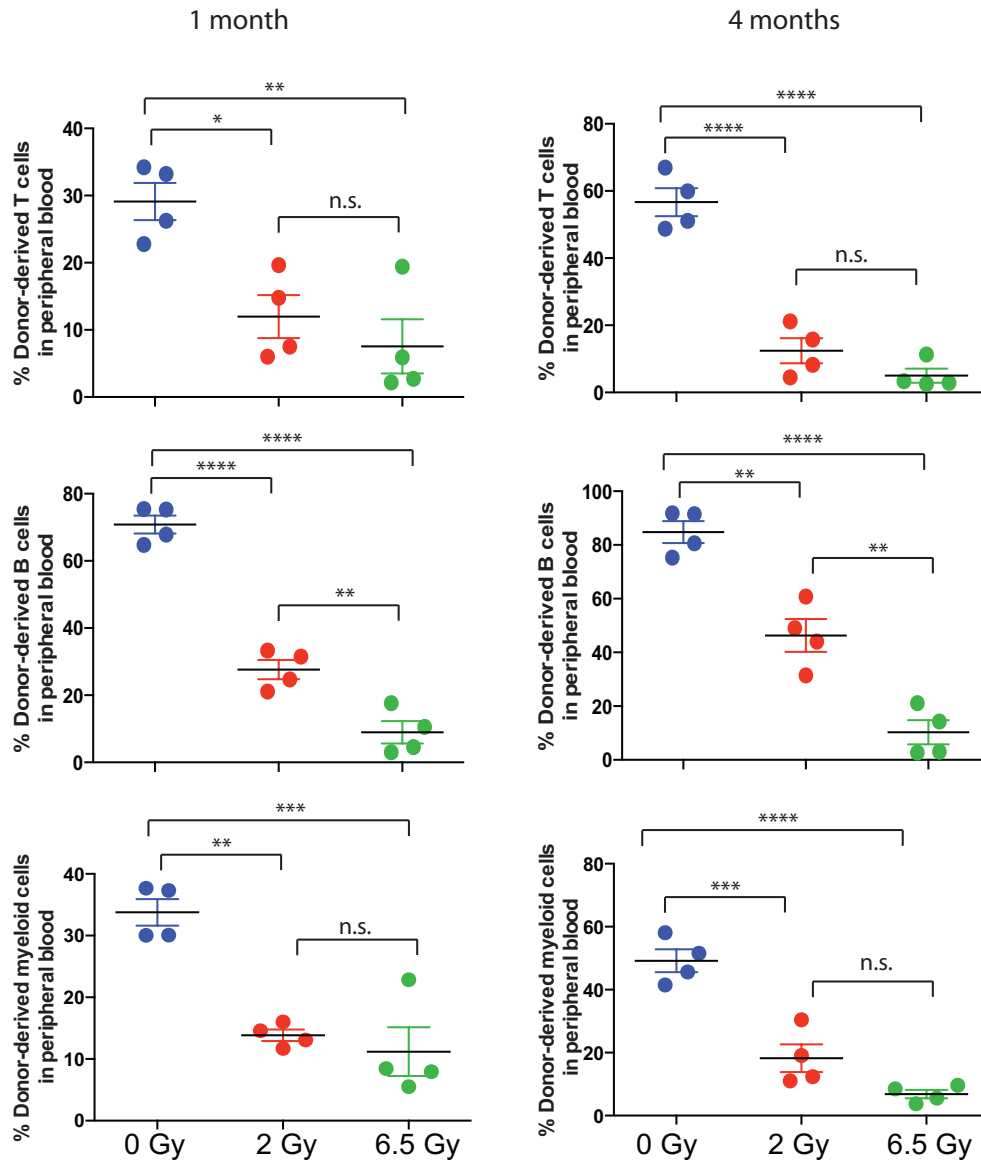 1 month
4 months
% Donor-derived T cells
in peripheral blood
40
30
20
10
0
**
*
n.s.
% Donor-derived T cells
in peripheral blood
80
60
40
20
0
****
****
n.s.
% Donor-derived B cells
in peripheral blood
80
60
40
20
0
****
****
**
% Donor-derived B cells
in peripheral blood
100
80
60
40
20
0
****
**
**
% Donor-derived myeloid cells
in peripheral blood
40
30
20
10
0
***
**
n.s.
0 Gy 2 Gy 6.5 Gy
% Donor-derived myeloid cells
in peripheral blood
80
60
40
20
0
****
***
n.s.
0 Gy 2 Gy 6.5 Gy